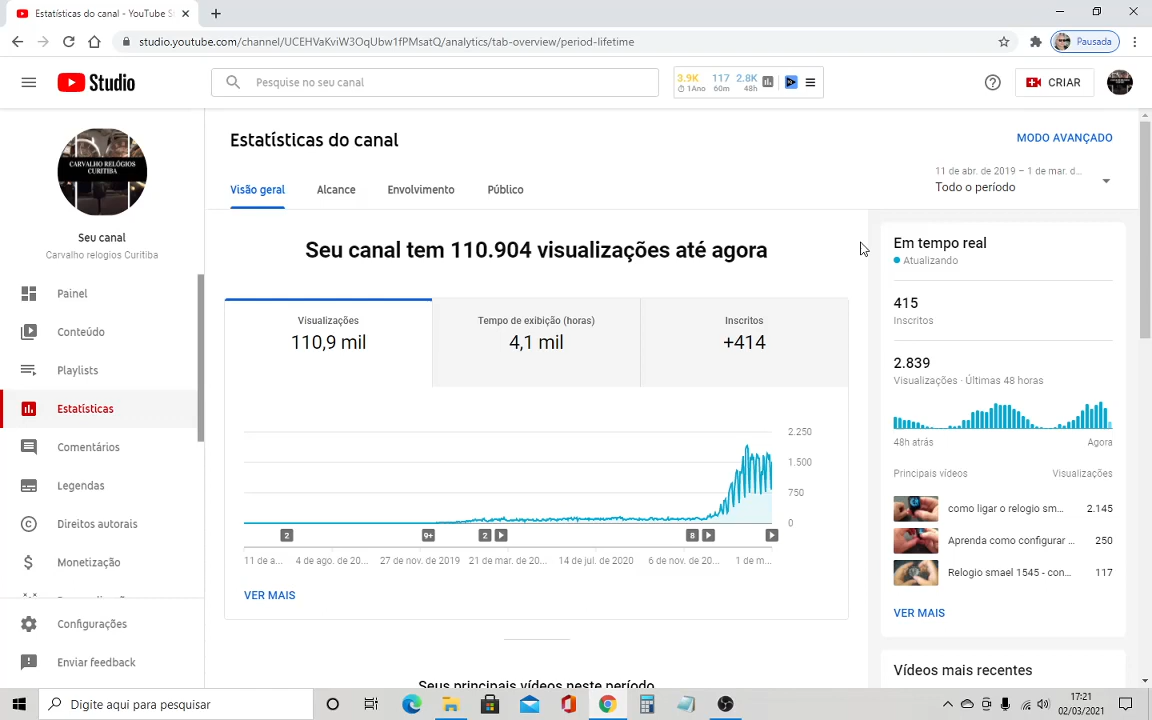 Estatísticas do canal - YouTube S
studio.youtube.com/channel/UCEHVaKviW3OqUbw1fPMsatQ/analytics/tab-overview/period-lifetime
Pausada
Studio
Pesquise no seu canal
3.9K 117 2.8K
1Ano 60m 48h
CRIAR
CARVALHO RELÓGIOS
CURITIBA
Seu canal
Carvalho relogios Curitiba
Painel
Conteúdo
Playlists
Estatísticas
Comentários
Legendas
Direitos autorais
Monetização
Configurações
Enviar feedback
Estatísticas do canal
MODO AVANÇADO
Visão geral
Alcance
Envolvimento
Público
11 de abr. de 2019 – 1 de mar. d...
Todo o período
Seu canal tem 110.904 visualizações até agora
Visualizações
110,9 mil
Tempo de exibição (horas)
4,1 mil
Inscritos
+414
2.250
1.500
750
0
2 9+ 2 8
11 de a... 4 de ago. de 20... 27 de nov. de 2019 21 de mar. de 20... 14 de jul. de 2020 6 de nov. de 20... 1 de m...
VER MAIS
Seus principais vídeos neste período
Em tempo real
Atualizando
415
Inscritos
2.839
Visualizações · Últimas 48 horas
48h atrás Agora
Principais vídeos Visualizações
como ligar o relogio sm... 2.145
Aprenda como configurar ... 250
Relogio smael 1545 - con... 117
VER MAIS
Vídeos mais recentes
Digite aqui para pesquisar
17:21
02/03/2021